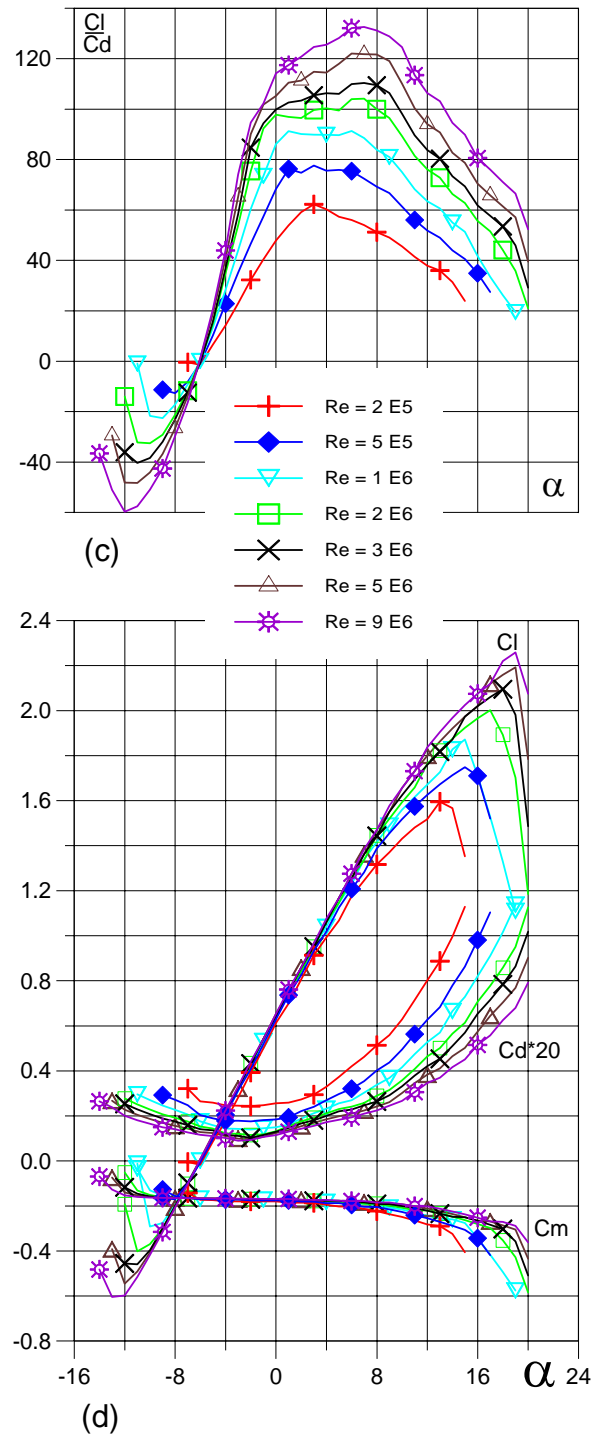 Cl
Cd
120
80
40
0
-40
α
(c)
Re = 2 E5
Re = 5 E5
Re = 1 E6
Re = 2 E6
Re = 3 E6
Re = 5 E6
Re = 9 E6
2.4
Cl
2.0
1.6
1.2
0.8
Cd*20
0.4
0.0
Cm
-0.4
-0.8
-16 -8 0 8 16 α 24
(d)